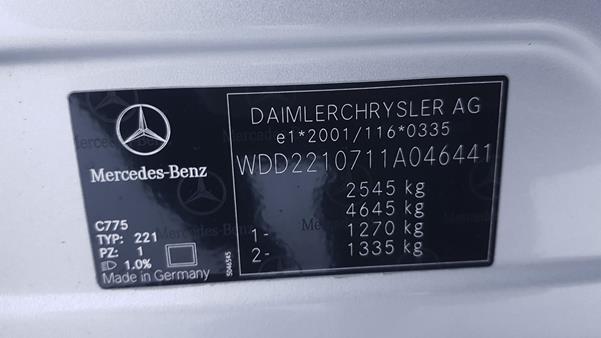 DAIMLERCHRYSLER AG
e1*2001/116*0335
WDD2210711A046441
2545 kg
4645 kg
1- 1270 kg
2- 1335 kg
Mercedes-Benz
C775
TYP: 221
PZ: 1
1.0%
Made in Germany
S046545